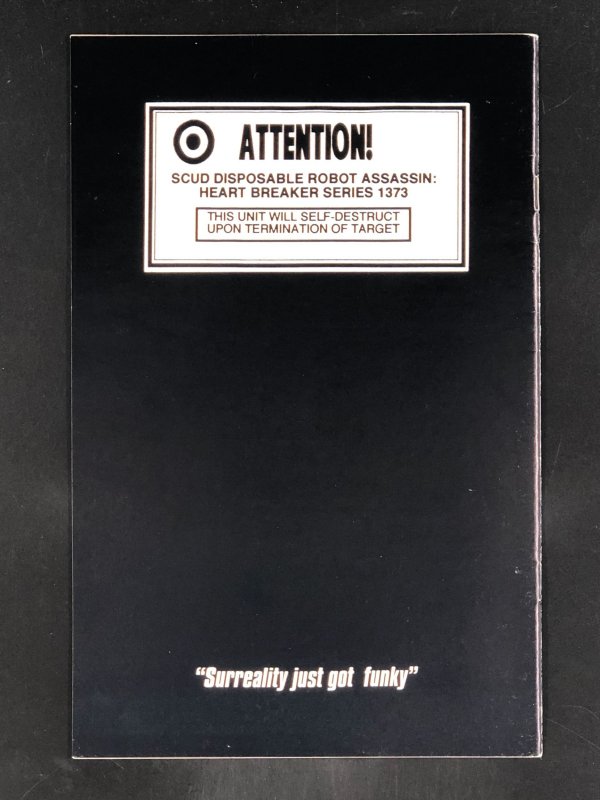 ATTENTION!
SCUD DISPOSABLE ROBOT ASSASSIN:
HEART BREAKER SERIES 1373
THIS UNIT WILL SELF-DESTRUCT
UPON TERMINATION OF TARGET
“Surreality just got funky”